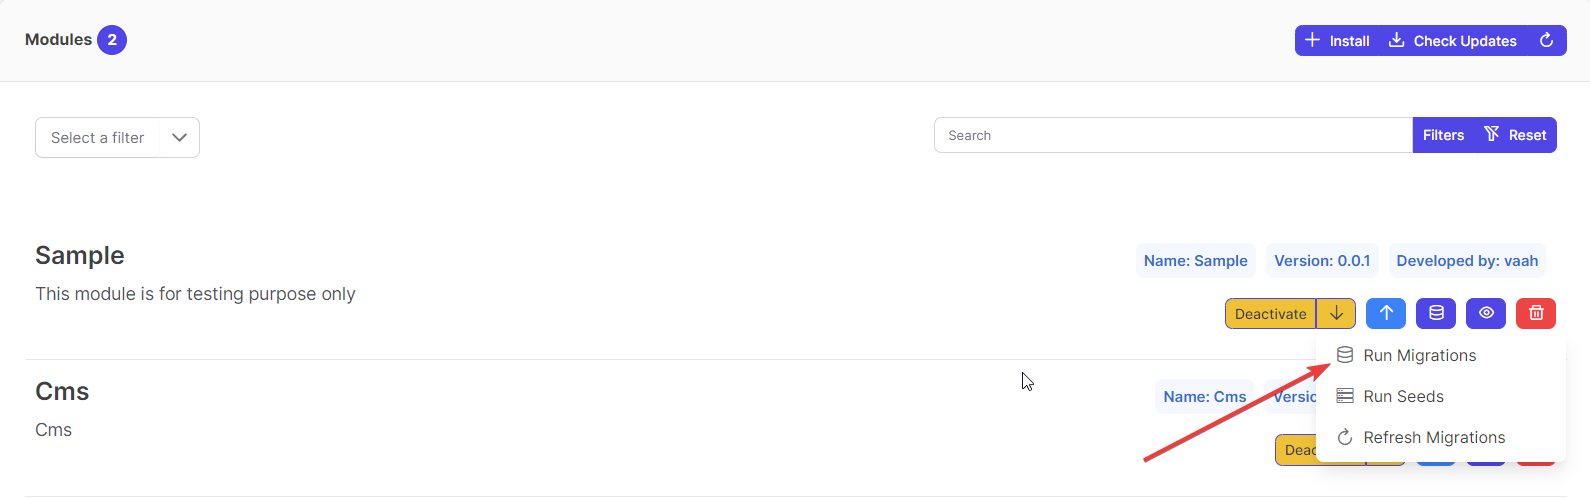 Modules 2
Install Check Updates
Select a filter
Search
Filters Reset
Sample
Name: Sample Version: 0.0.1 Developed by: vaah
This module is for testing purpose only
Deactivate
Run Migrations
Run Seeds
Refresh Migrations
Cms
Name: Cms
Cms